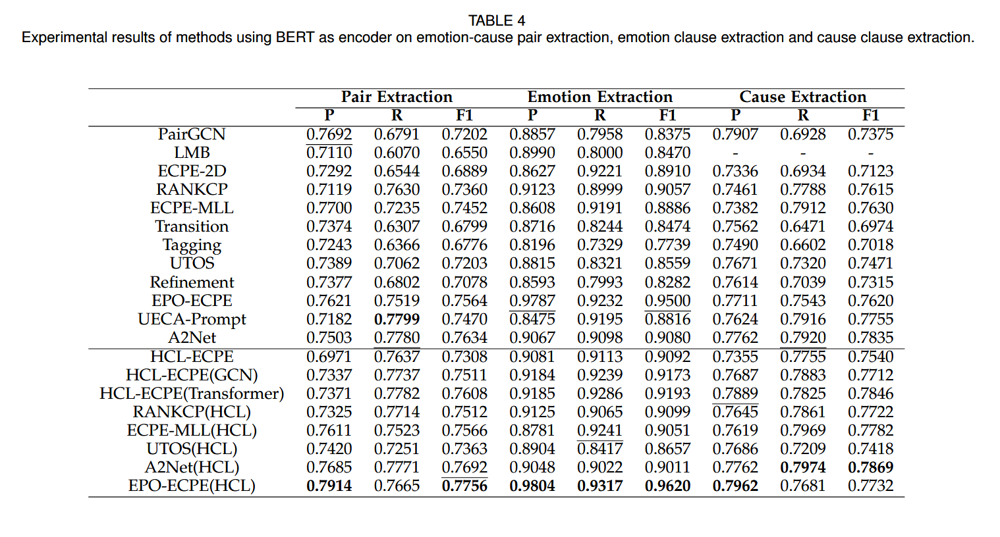 TABLE 4
Experimental results of methods using BERT as encoder on emotion-cause pair extraction, emotion clause extraction and cause clause extraction.
Pair Extraction Emotion Extraction Cause Extraction
P R F1 P R F1 P R F1
PairGCN 0.7692 0.6791 0.7202 0.8857 0.7958 0.8375 0.7907 0.6928 0.7375
LMB 0.7110 0.6070 0.6550 0.8990 0.8000 0.8470 - - -
ECPE-2D 0.7292 0.6544 0.6889 0.8627 0.9221 0.8910 0.7336 0.6934 0.7123
RANKCP 0.7119 0.7630 0.7360 0.9123 0.8999 0.9057 0.7461 0.7788 0.7615
ECPE-MLL 0.7700 0.7235 0.7452 0.8608 0.9191 0.8886 0.7382 0.7912 0.7630
Transition 0.7374 0.6307 0.6799 0.8716 0.8244 0.8474 0.7562 0.6471 0.6974
Tagging 0.7243 0.6366 0.6776 0.8196 0.7329 0.7739 0.7490 0.6602 0.7018
UTOS 0.7389 0.7062 0.7203 0.8815 0.8321 0.8559 0.7671 0.7320 0.7471
Refinement 0.7377 0.6802 0.7078 0.8593 0.7993 0.8282 0.7614 0.7039 0.7315
EPO-ECPE 0.7621 0.7519 0.7564 0.9787 0.9232 0.9500 0.7711 0.7543 0.7620
UECA-Prompt 0.7182 0.7799 0.7470 0.8475 0.9195 0.8816 0.7624 0.7916 0.7755
A2Net 0.7503 0.7780 0.7634 0.9067 0.9098 0.9080 0.7762 0.7920 0.7835
HCL-ECPE 0.6971 0.7637 0.7308 0.9081 0.9113 0.9092 0.7355 0.7755 0.7540
HCL-ECPE(GCN) 0.7337 0.7737 0.7511 0.9184 0.9239 0.9173 0.7687 0.7883 0.7712
HCL-ECPE(Transformer) 0.7371 0.7782 0.7608 0.9185 0.9286 0.9193 0.7889 0.7825 0.7846
RANKCP(HCL) 0.7325 0.7714 0.7512 0.9125 0.9065 0.9099 0.7645 0.7861 0.7722
ECPE-MLL(HCL) 0.7611 0.7523 0.7566 0.8781 0.9241 0.9051 0.7619 0.7969 0.7782
UTOS(HCL) 0.7420 0.7251 0.7363 0.8904 0.8417 0.8657 0.7686 0.7209 0.7418
A2Net(HCL) 0.7685 0.7771 0.7692 0.9048 0.9022 0.9011 0.7762 0.7974 0.7869
EPO-ECPE(HCL) 0.7914 0.7665 0.7756 0.9804 0.9317 0.9620 0.7962 0.7681 0.7732